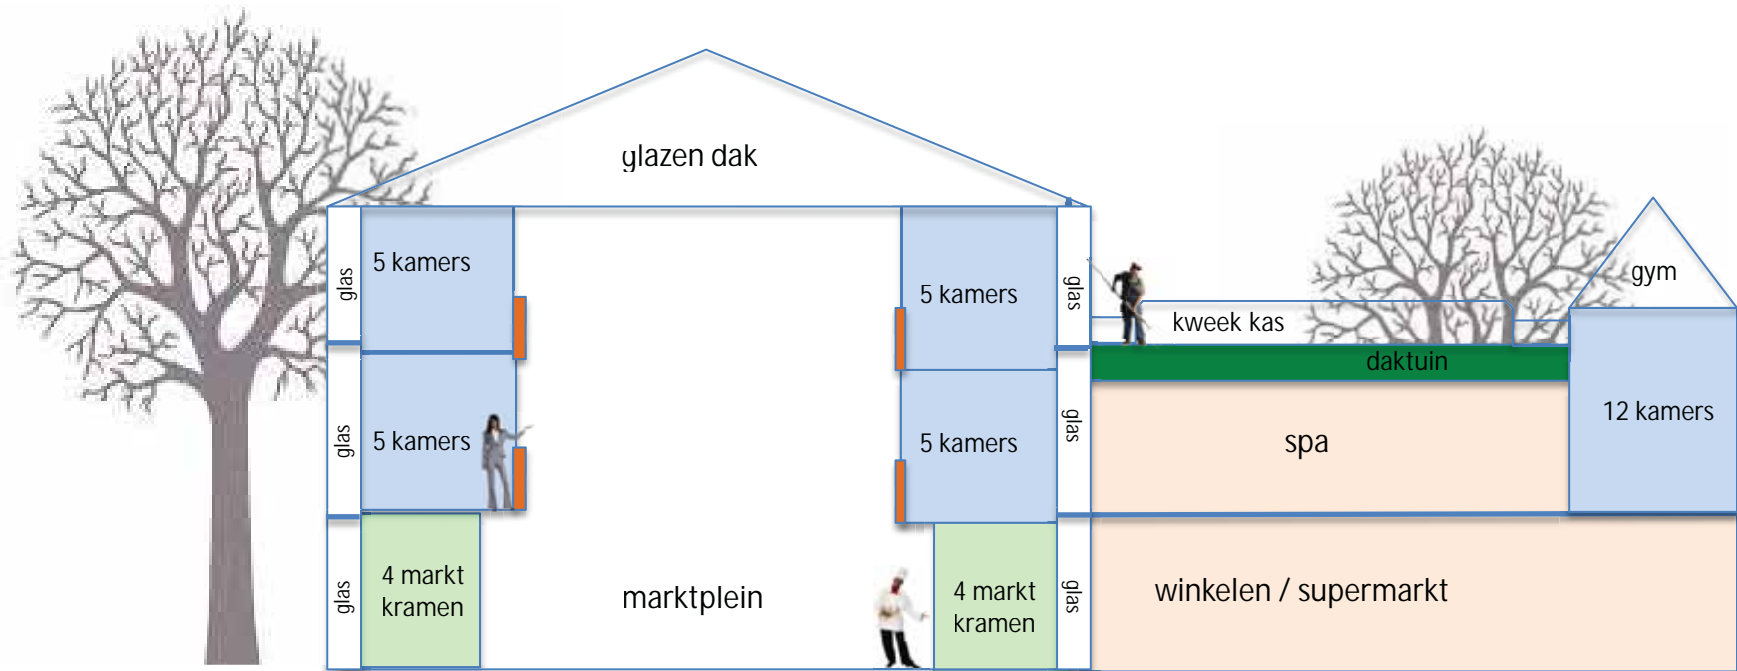 glazen dak
5 kamers
5 kamers
glas
glas
gym
kweek kas
daktuin
12 kamers
5 kamers
5 kamers
glas
glas
spa
4 markt
kramen
glas
marktplein
4 markt
kramen
glas
winkelen / supermarkt